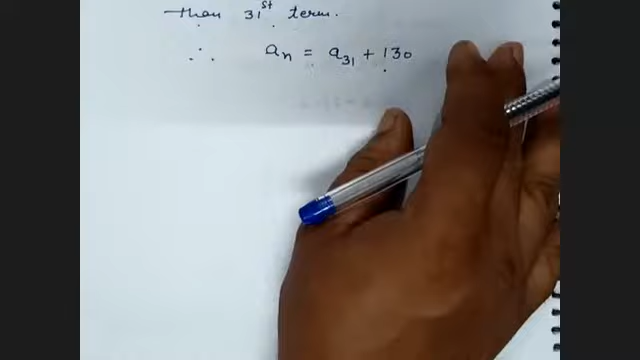 than 31st term.
∴ an = a31 + 130